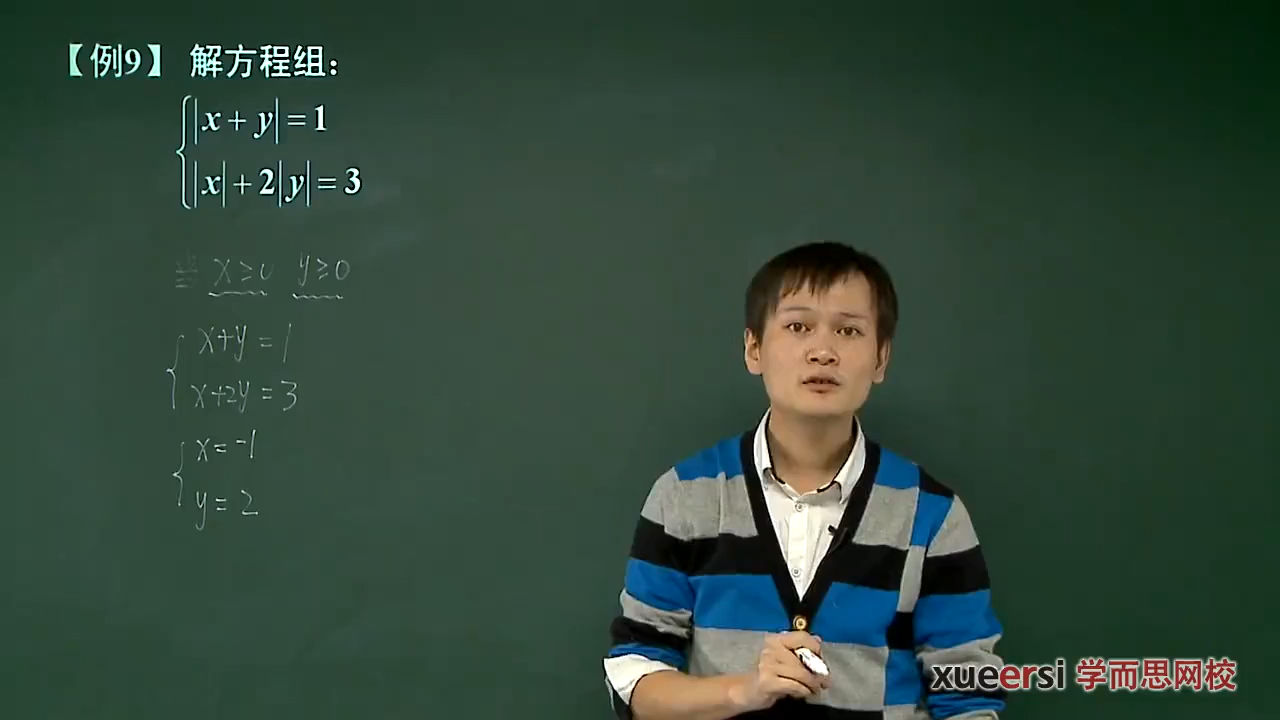 【例9】 解方程组:
|x+y|=1
|x|+2|y|=3
当 x≥0 y≥0
x+y=1
x+2y=3
x=-1
y=2
xueersi 学而思网校